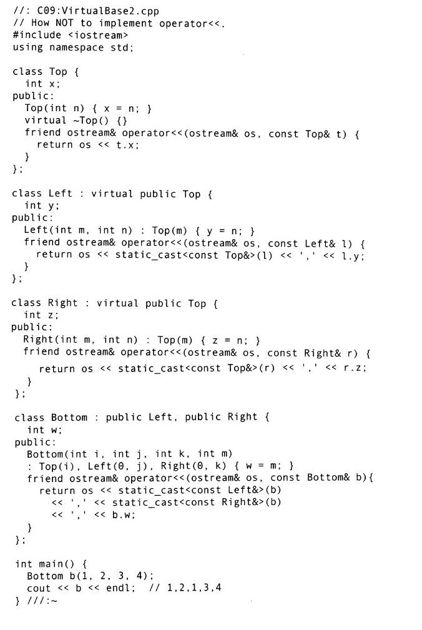 //: C09:VirtualBase2.cpp
// How NOT to implement operator<<.
#include <iostream>
using namespace std;

class Top {
  int x;
public:
  Top(int n) { x = n; }
  virtual ~Top() {}
  friend ostream& operator<<(ostream& os, const Top& t) {
    return os << t.x;
  }
};

class Left : virtual public Top {
  int y;
public:
  Left(int m, int n) : Top(m) { y = n; }
  friend ostream& operator<<(ostream& os, const Left& l) {
    return os << static_cast<const Top&>(l) << ',' << l.y;
  }
};

class Right : virtual public Top {
  int z;
public:
  Right(int m, int n) : Top(m) { z = n; }
  friend ostream& operator<<(ostream& os, const Right& r) {
    return os << static_cast<const Top&>(r) << ',' << r.z;
  }
};

class Bottom : public Left, public Right {
  int w;
public:
  Bottom(int i, int j, int k, int m)
  : Top(i), Left(0, j), Right(0, k) { w = m; }
  friend ostream& operator<<(ostream& os, const Bottom& b){
    return os << static_cast<const Left&>(b)
      << ',' << static_cast<const Right&>(b)
      << ',' << b.w;
  }
};

int main() {
  Bottom b(1, 2, 3, 4);
  cout << b << endl;  // 1,2,1,3,4
} ///:~